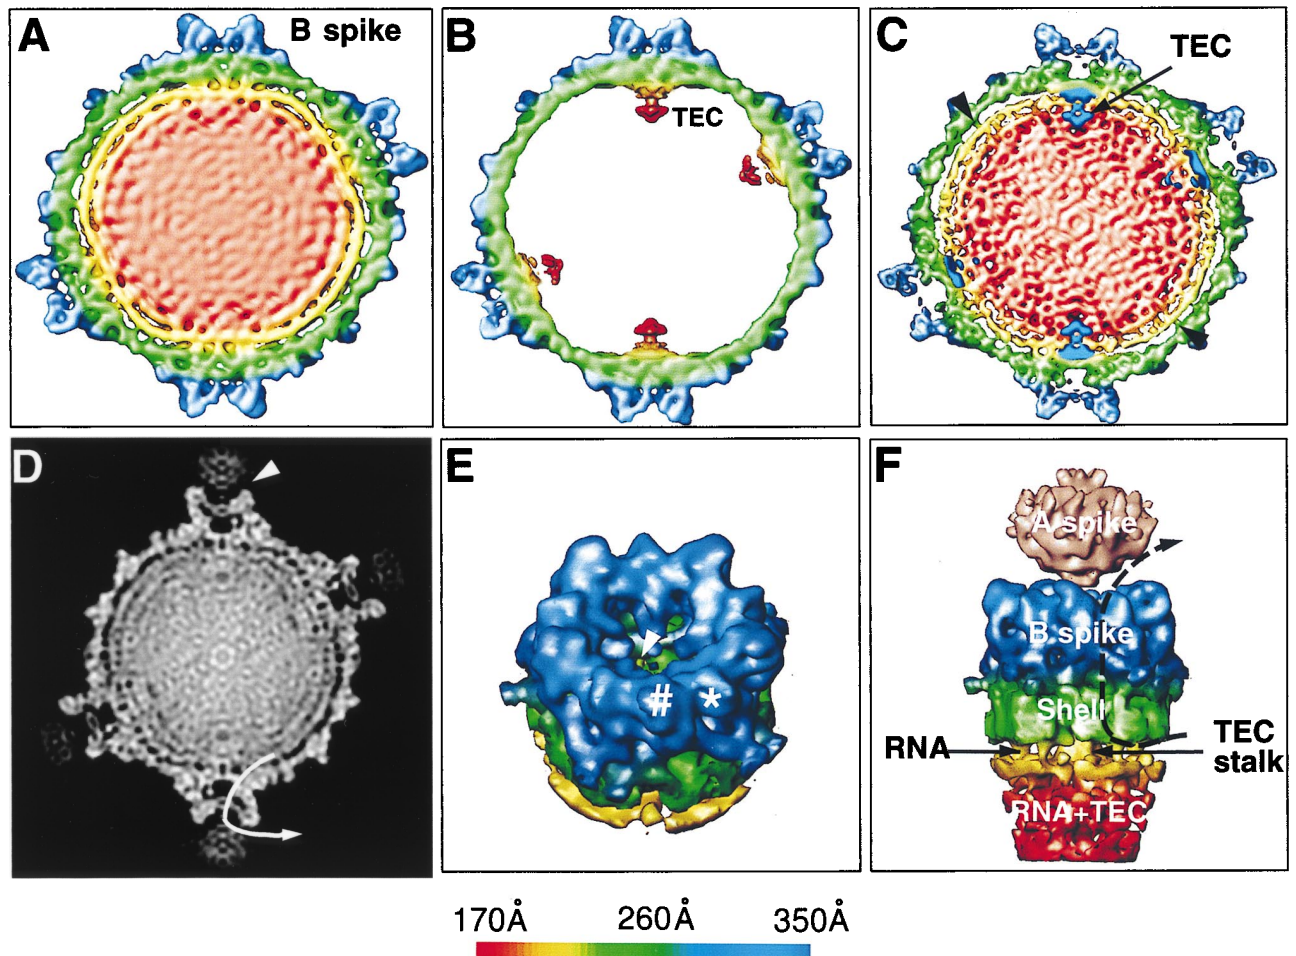 A
B spike
B
TEC
C
TEC
D
E
#
*
F
A spike
B spike
Shell
RNA
TEC
stalk
RNA+TEC
170Å
260Å
350Å